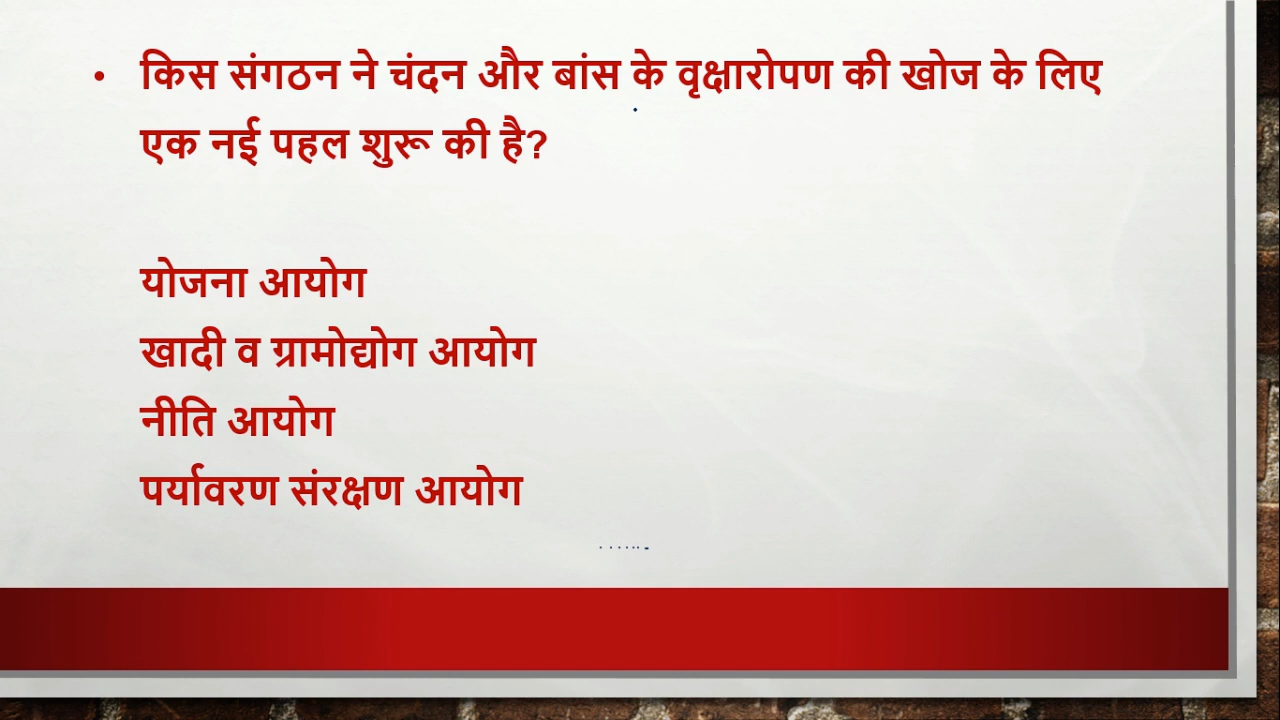 • किस संगठन ने चंदन और बांस के वृक्षारोपण की खोज के लिए
एक नई पहल शुरू की है?
योजना आयोग
खादी व ग्रामोद्योग आयोग
नीति आयोग
पर्यावरण संरक्षण आयोग